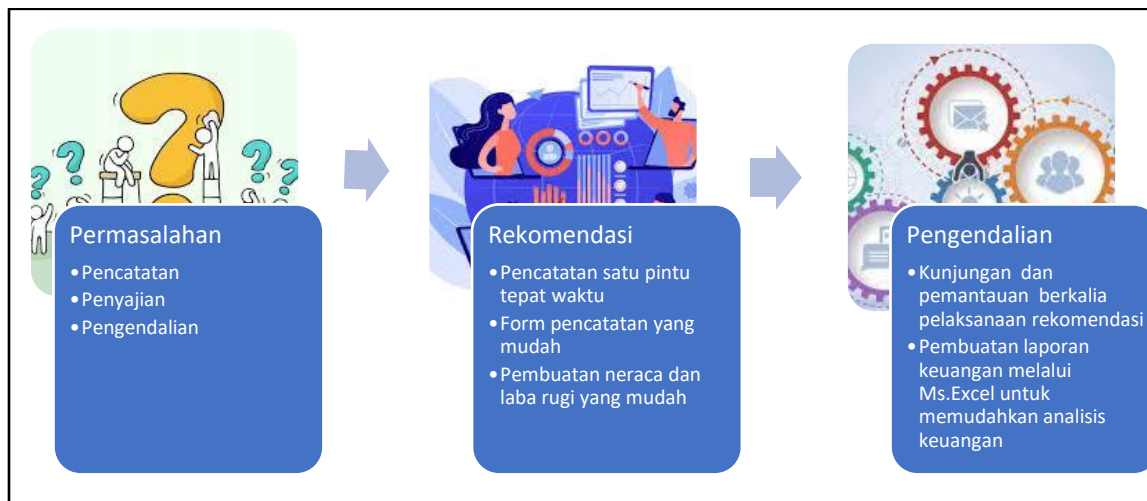 Permasalahan
•Pencatatan
•Penyajian
•Pengendalian
Rekomendasi
•Pencatatan satu pintu
tepat waktu
•Form pencatatan yang
mudah
•Pembuatan neraca dan
laba rugi yang mudah
Pengendalian
•Kunjungan dan
pemantauan berkalia
pelaksanaan rekomendasi
•Pembuatan laporan
keuangan melalui
Ms.Excel untuk
memudahkan analisis
keuangan